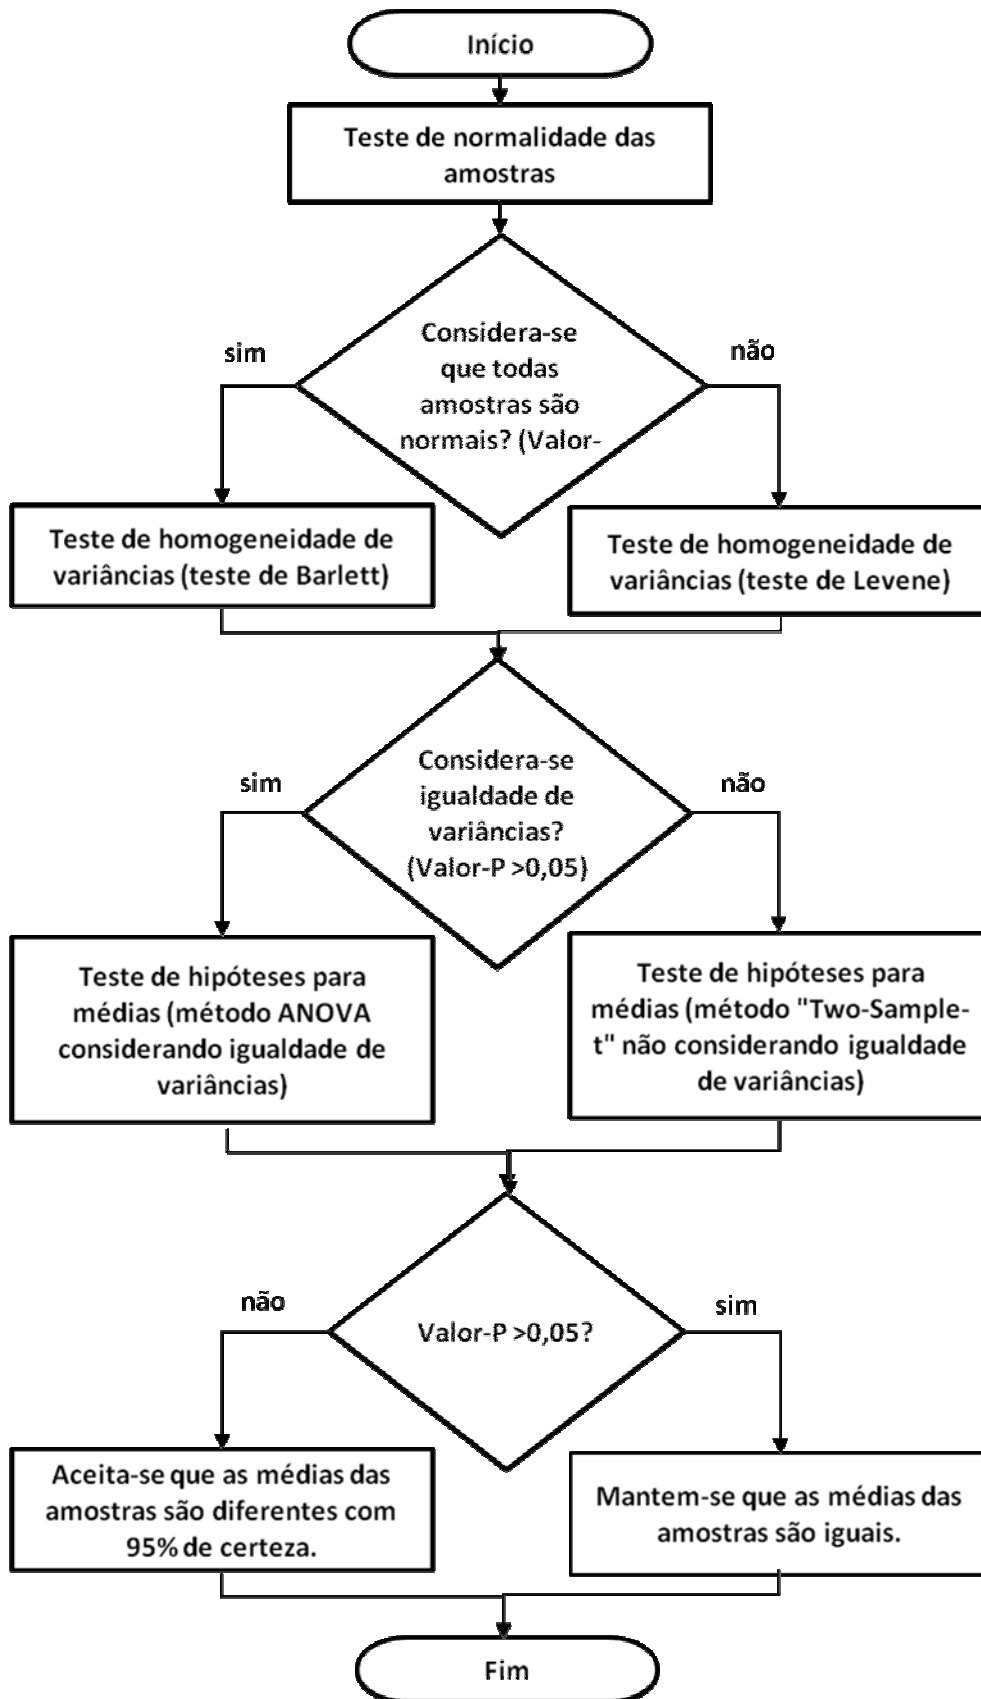 Início
Teste de normalidade das
amostras
Considera-se
que todas
amostras são
normais? (Valor-
sim
não
Teste de homogeneidade de
variâncias (teste de Barlett)
Teste de homogeneidade de
variâncias (teste de Levene)
Considera-se
igualdade de
variâncias?
(Valor-P >0,05)
sim
não
Teste de hipóteses para
médias (método ANOVA
considerando igualdade de
variâncias)
Teste de hipóteses para
médias (método "Two-Sample-
t" não considerando igualdade
de variâncias)
Valor-P >0,05?
não
sim
Aceita-se que as médias das
amostras são diferentes com
95% de certeza.
Mantem-se que as médias das
amostras são iguais.
Fim